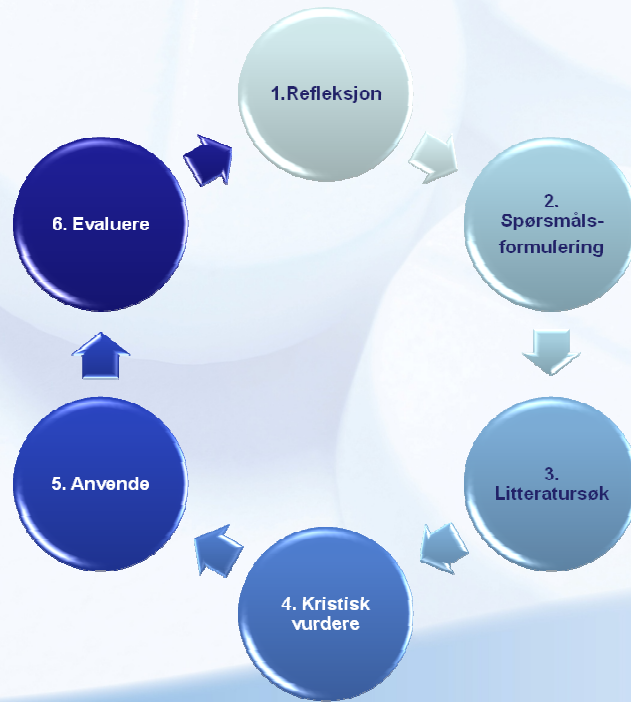 1.Refleksjon
2.
Spørsmåls-
formulering
3.
Litteratursøk
4. Kristisk
vurdere
5. Anvende
6. Evaluere